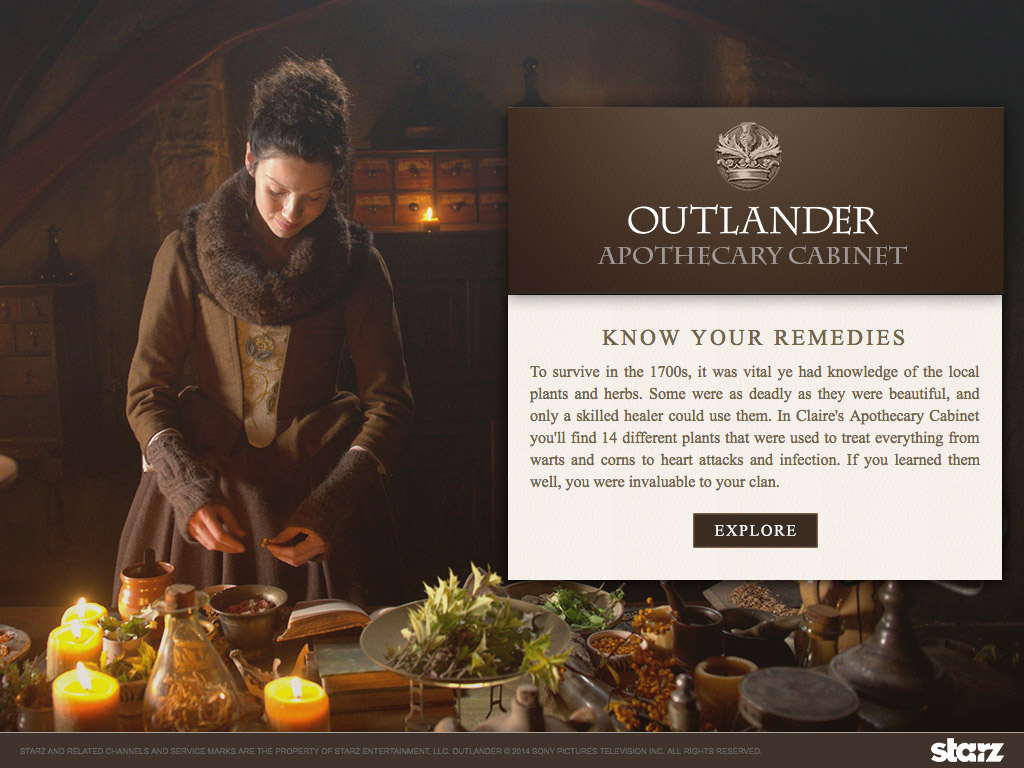 OUTLANDER
APOTHECARY CABINET
KNOW YOUR REMEDIES
To survive in the 1700s, it was vital ye had knowledge of the local
plants and herbs. Some were as deadly as they were beautiful, and
only a skilled healer could use them. In Claire's Apothecary Cabinet
you'll find 14 different plants that were used to treat everything from
warts and corns to heart attacks and infection. If you learned them
well, you were invaluable to your clan.
EXPLORE
STARZ AND RELATED CHANNELS AND SERVICE MARKS ARE THE PROPERTY OF STARZ ENTERTAINMENT, LLC. OUTLANDER © 2014 SONY PICTURES TELEVISION INC. ALL RIGHTS RESERVED.
starz